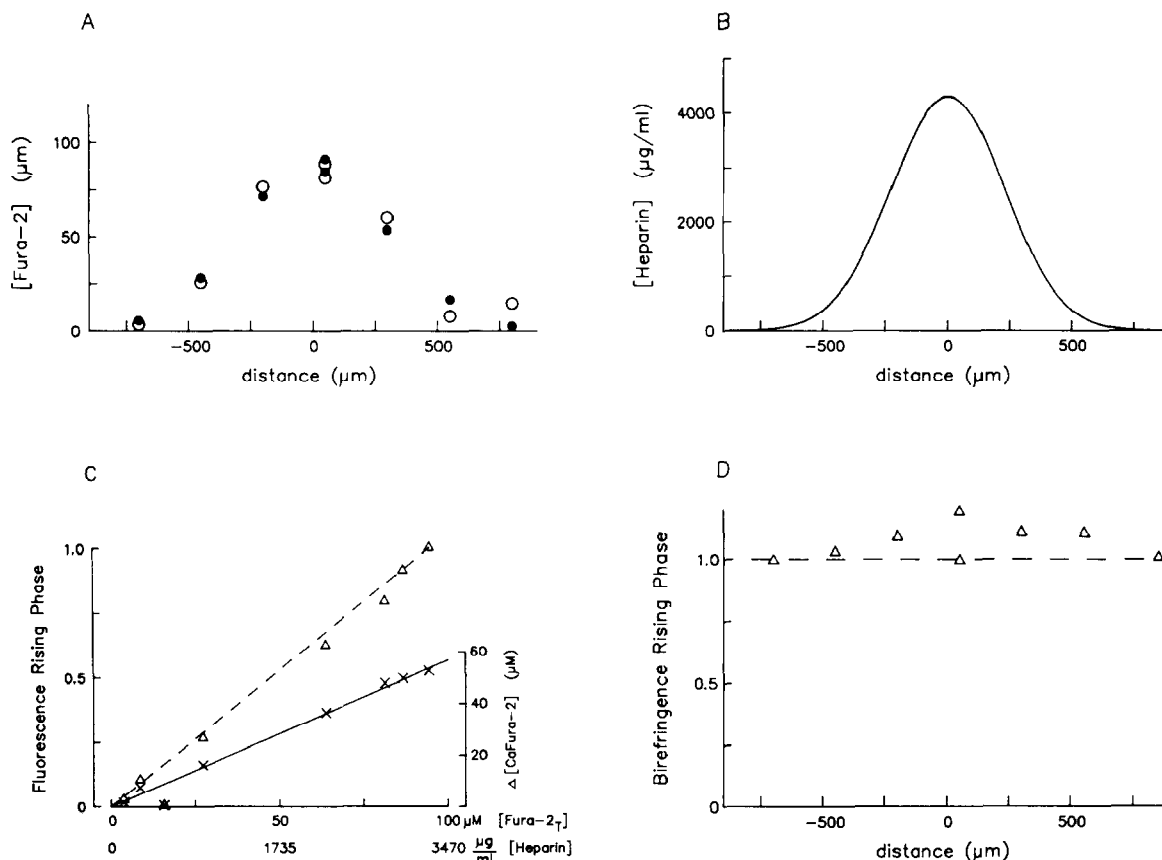 A
[Fura-2] (μm)
100
50
0
-500
0
500
distance (μm)
B
[Heparin] (μg/ml)
4000
2000
0
-500
0
500
distance (μm)
C
Fluorescence Rising Phase
1.0
0.5
0
60
40
20
Δ [CaFura-2] (μM)
0
100 μM [Fura-2T]
0
1735
3470 μg/ml [Heparin]
D
Birefringence Rising Phase
1.0
0
-500
0
500
distance (μm)